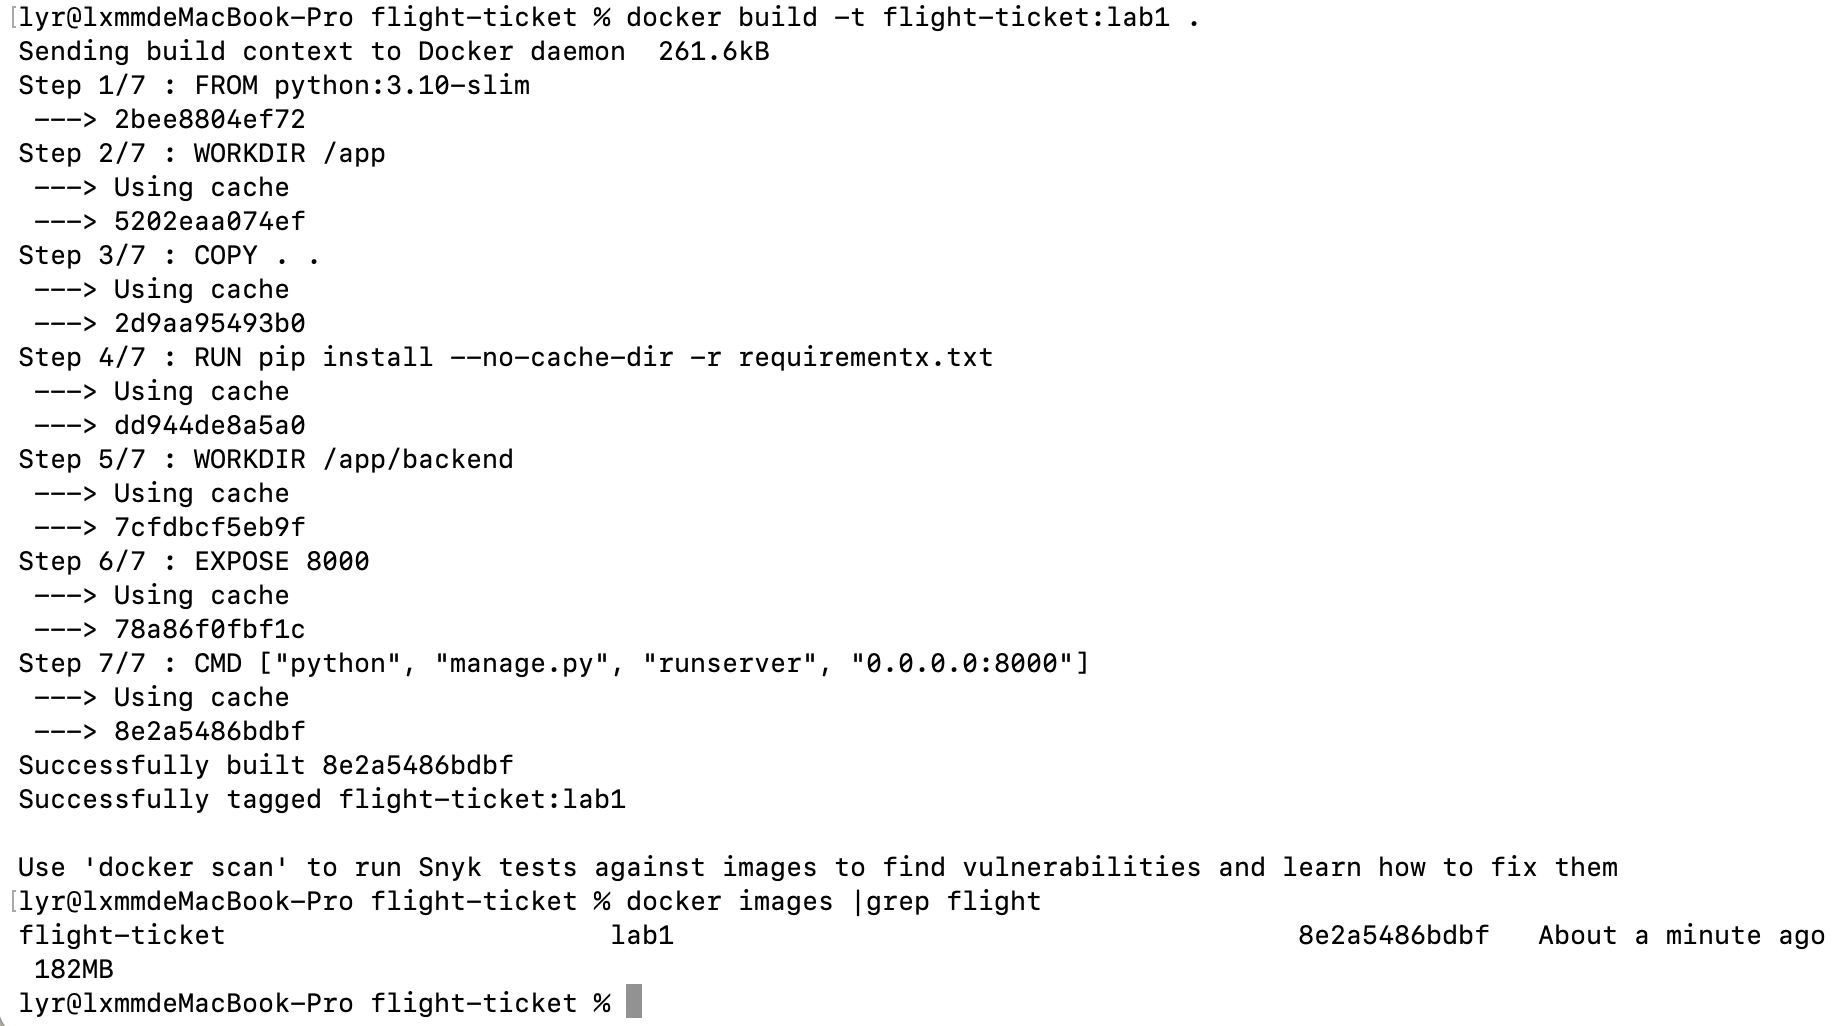 [lyr@lxmmdeMacBook-Pro flight-ticket % docker build -t flight-ticket:lab1 .
Sending build context to Docker daemon  261.6kB
Step 1/7 : FROM python:3.10-slim
 ---> 2bee8804ef72
Step 2/7 : WORKDIR /app
 ---> Using cache
 ---> 5202eaa074ef
Step 3/7 : COPY . .
 ---> Using cache
 ---> 2d9aa95493b0
Step 4/7 : RUN pip install --no-cache-dir -r requirementx.txt
 ---> Using cache
 ---> dd944de8a5a0
Step 5/7 : WORKDIR /app/backend
 ---> Using cache
 ---> 7cfdbcf5eb9f
Step 6/7 : EXPOSE 8000
 ---> Using cache
 ---> 78a86f0fbf1c
Step 7/7 : CMD ["python", "manage.py", "runserver", "0.0.0.0:8000"]
 ---> Using cache
 ---> 8e2a5486bdbf
Successfully built 8e2a5486bdbf
Successfully tagged flight-ticket:lab1

Use 'docker scan' to run Snyk tests against images to find vulnerabilities and learn how to fix them
[lyr@lxmmdeMacBook-Pro flight-ticket % docker images |grep flight
flight-ticket                        lab1                                       8e2a5486bdbf   About a minute ago
 182MB
lyr@lxmmdeMacBook-Pro flight-ticket %